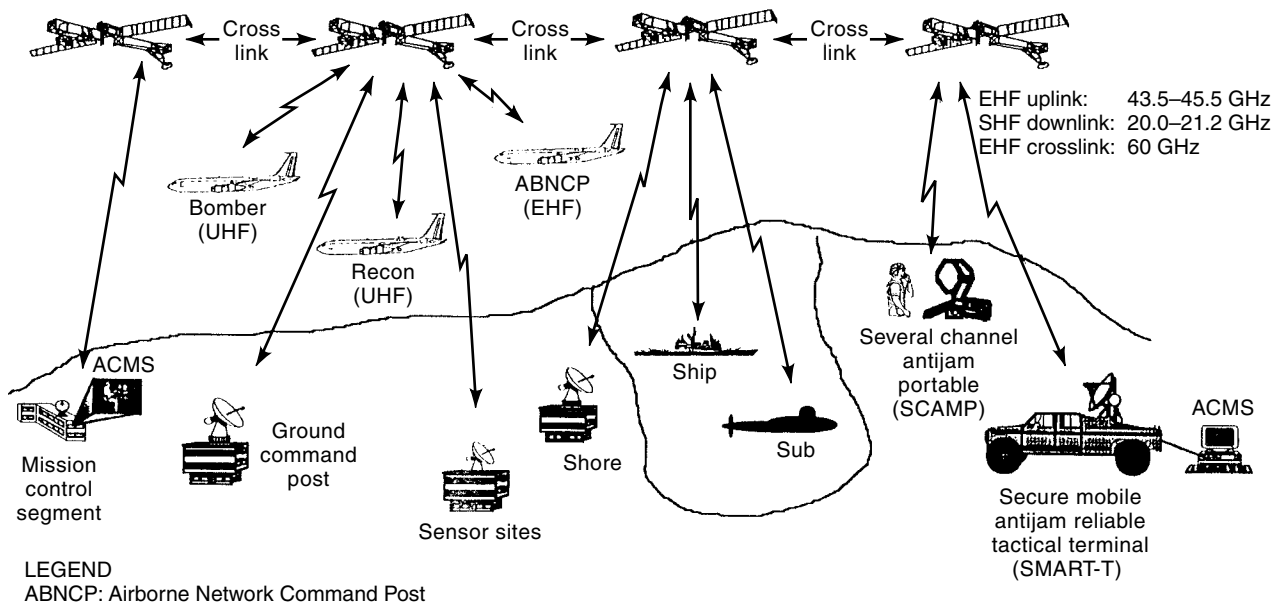 Cross
link
Cross
link
Cross
link
EHF uplink: 43.5–45.5 GHz
SHF downlink: 20.0–21.2 GHz
EHF crosslink: 60 GHz
Bomber
(UHF)
Recon
(UHF)
ABNCP
(EHF)
ACMS
Mission
control
segment
Ground
command
post
Sensor sites
Shore
Ship
Sub
Several channel
antijam
portable
(SCAMP)
ACMS
Secure mobile
antijam reliable
tactical terminal
(SMART-T)
LEGEND
ABNCP: Airborne Network Command Post